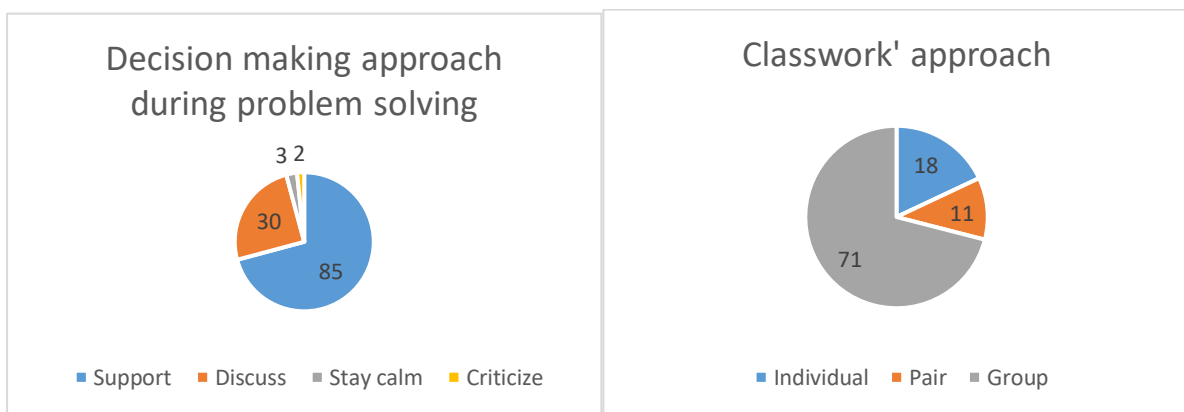 Decision making approach
during problem solving
3 2
30
85
Support Discuss Stay calm Criticize
Classwork' approach
18
11
71
Individual Pair Group